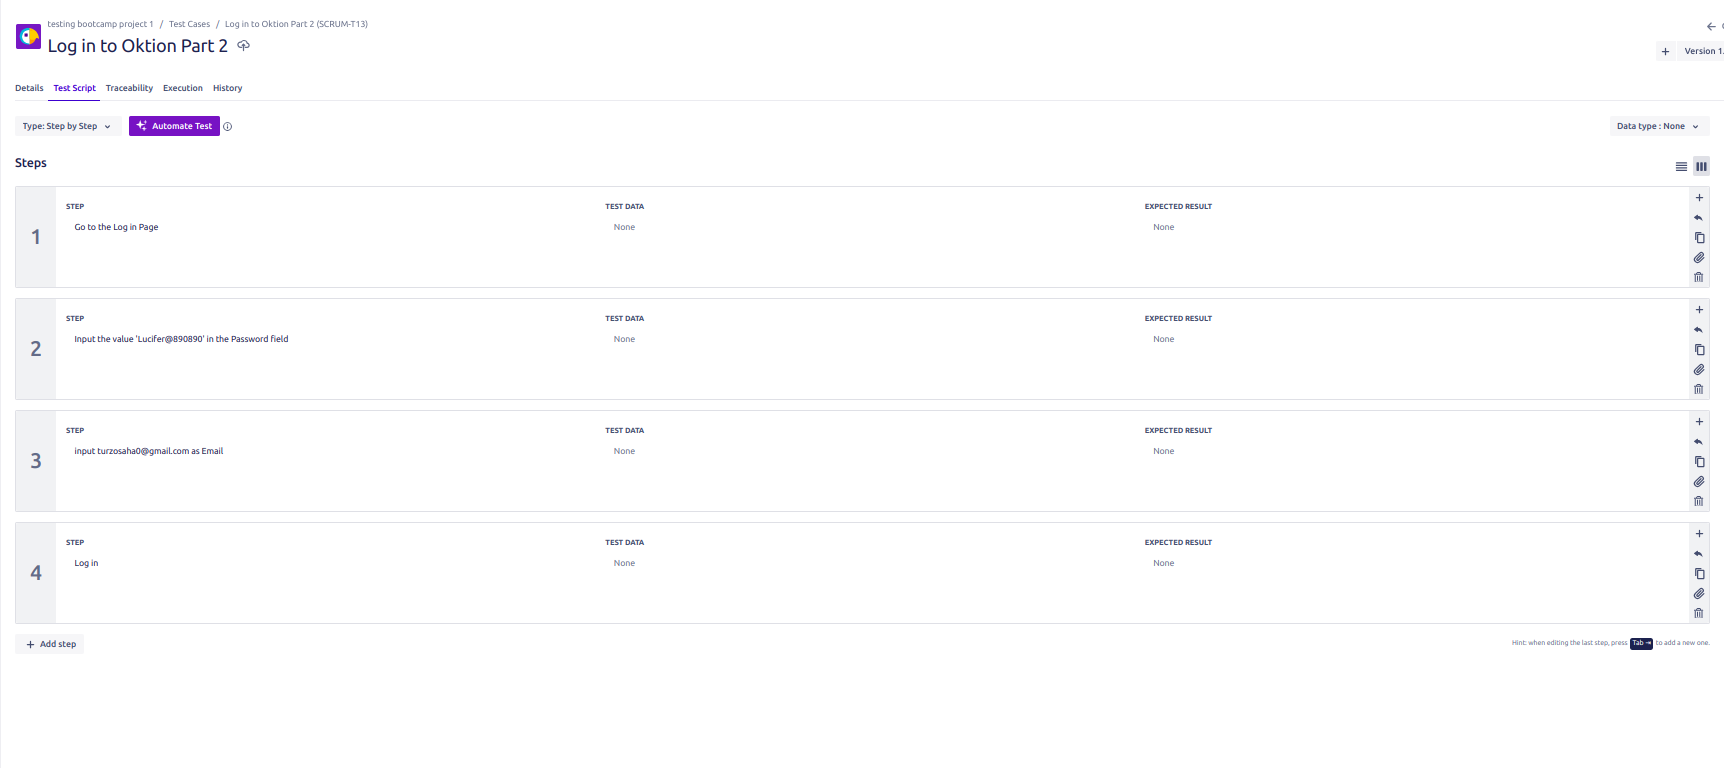 testing bootcamp project 1 / Test Cases / Log in to Oktion Part 2 (SCRUM-T13)
Log in to Oktion Part 2
+ Version 1.
Details Test Script Traceability Execution History
Type: Step by Step Automate Test Data type : None
Steps
1
STEP TEST DATA EXPECTED RESULT
Go to the Log in Page None None
2
STEP TEST DATA EXPECTED RESULT
Input the value 'Lucifer@890890' in the Password field None None
3
STEP TEST DATA EXPECTED RESULT
input turzosaha0@gmail.com as Email None None
4
STEP TEST DATA EXPECTED RESULT
Log in None None
+ Add step Hint: when editing the last step, press Tab ⇥ to add a new one.